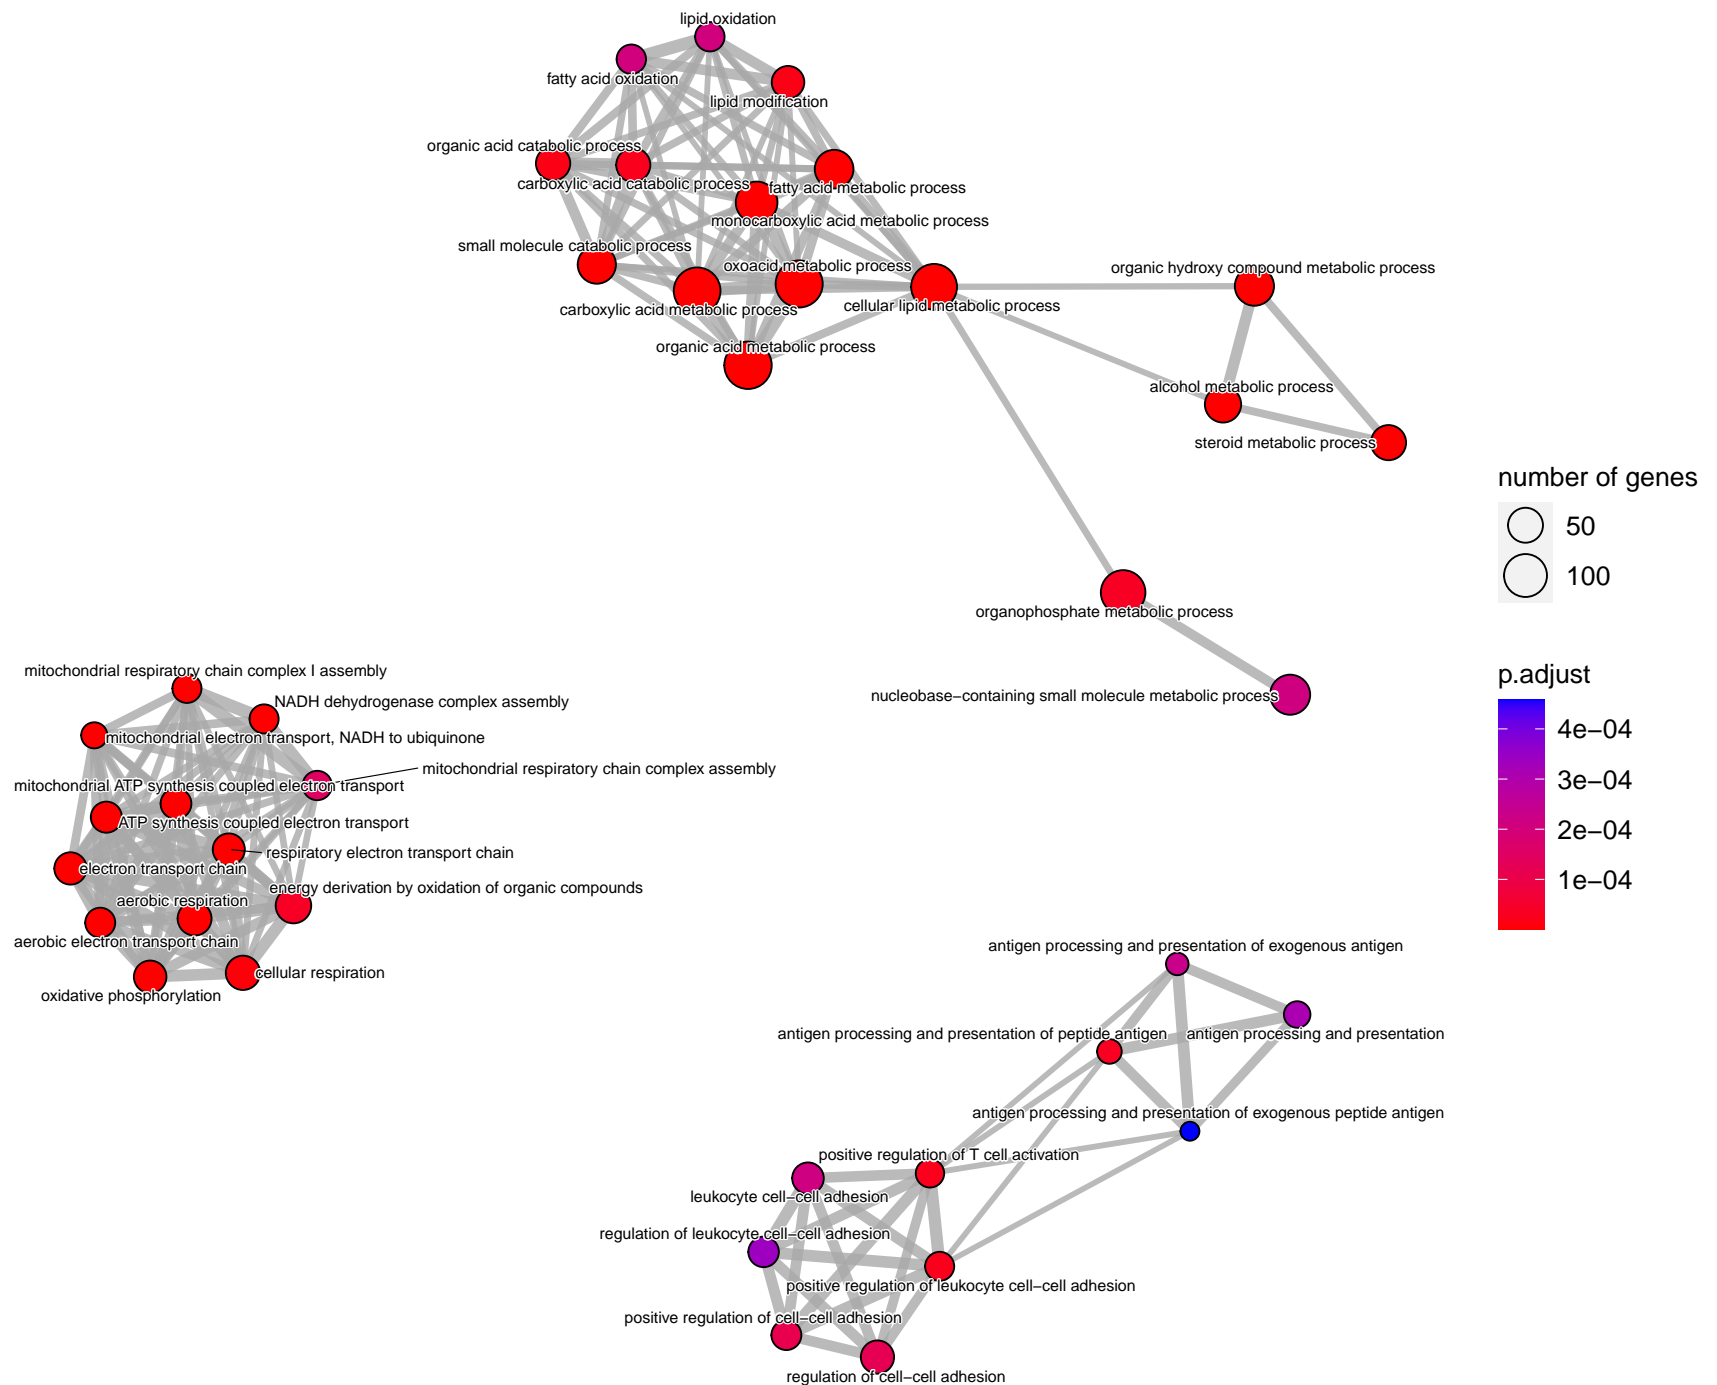 lipid oxidation
fatty acid oxidation
lipid modification
organic acid catabolic process
carboxylic acid catabolic process
fatty acid metabolic process
monocarboxylic acid metabolic process
small molecule catabolic process
oxoacid metabolic process
organic hydroxy compound metabolic process
carboxylic acid metabolic process
cellular lipid metabolic process
organic acid metabolic process
alcohol metabolic process
steroid metabolic process
number of genes
50
100
organophosphate metabolic process
mitochondrial respiratory chain complex I assembly
nucleobase−containing small molecule metabolic process
p.adjust
4e−04
3e−04
2e−04
1e−04
NADH dehydrogenase complex assembly
mitochondrial electron transport, NADH to ubiquinone
mitochondrial respiratory chain complex assembly
mitochondrial ATP synthesis coupled electron transport
ATP synthesis coupled electron transport
respiratory electron transport chain
electron transport chain
energy derivation by oxidation of organic compounds
aerobic respiration
aerobic electron transport chain
cellular respiration
oxidative phosphorylation
antigen processing and presentation of exogenous antigen
antigen processing and presentation of peptide antigen
antigen processing and presentation
antigen processing and presentation of exogenous peptide antigen
positive regulation of T cell activation
leukocyte cell−cell adhesion
regulation of leukocyte cell−cell adhesion
positive regulation of leukocyte cell−cell adhesion
positive regulation of cell−cell adhesion
regulation of cell−cell adhesion